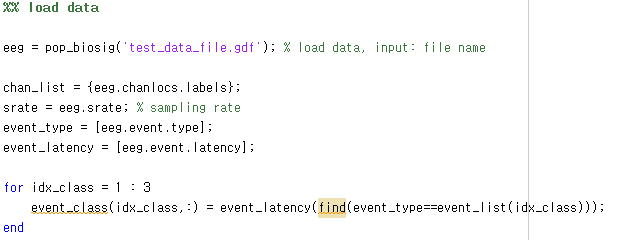 %% load data
eeg = pop_biosig('test_data_file.gdf'); % load data, input: file name
chan_list = {eeg.chanlocs.labels};
srate = eeg.srate; % sampling rate
event_type = [eeg.event.type];
event_latency = [eeg.event.latency];
for idx_class = 1 : 3
event_class(idx_class,:) = event_latency(find(event_type==event_list(idx_class)));
end